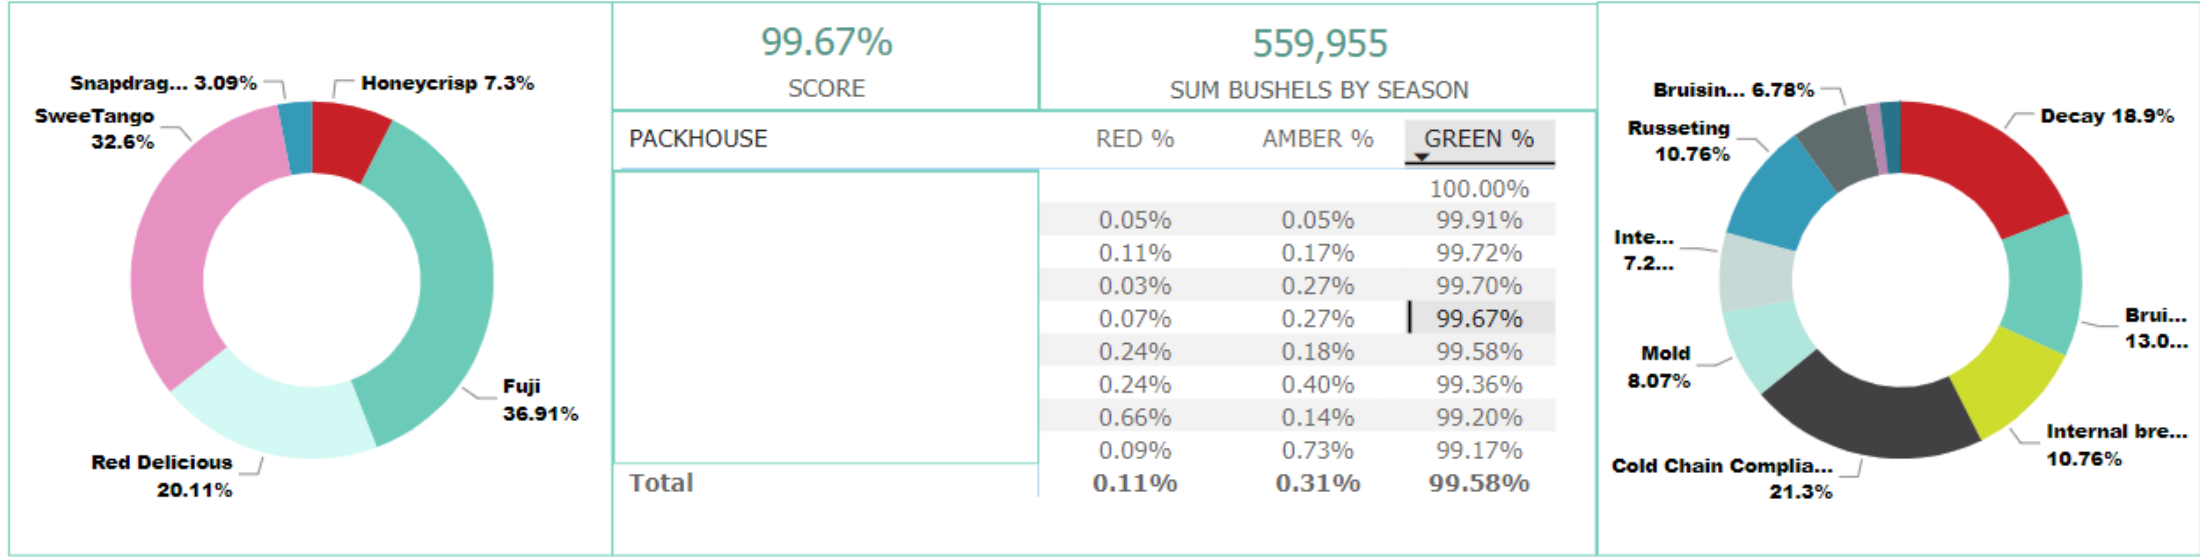 Snapdrag... 3.09%
Honeycrisp 7.3%
SweeTango
32.6%
Fuji
36.91%
Red Delicious
20.11%
99.67%
SCORE
559,955
SUM BUSHELS BY SEASON
PACKHOUSE RED % AMBER % GREEN %
100.00%
0.05% 0.05% 99.91%
0.11% 0.17% 99.72%
0.03% 0.27% 99.70%
0.07% 0.27% 99.67%
0.24% 0.18% 99.58%
0.24% 0.40% 99.36%
0.66% 0.14% 99.20%
0.09% 0.73% 99.17%
Total 0.11% 0.31% 99.58%
Bruisin... 6.78%
Decay 18.9%
Russeting
10.76%
Inte...
7.2...
Brui...
13.0...
Mold
8.07%
Internal bre...
10.76%
Cold Chain Complia...
21.3%